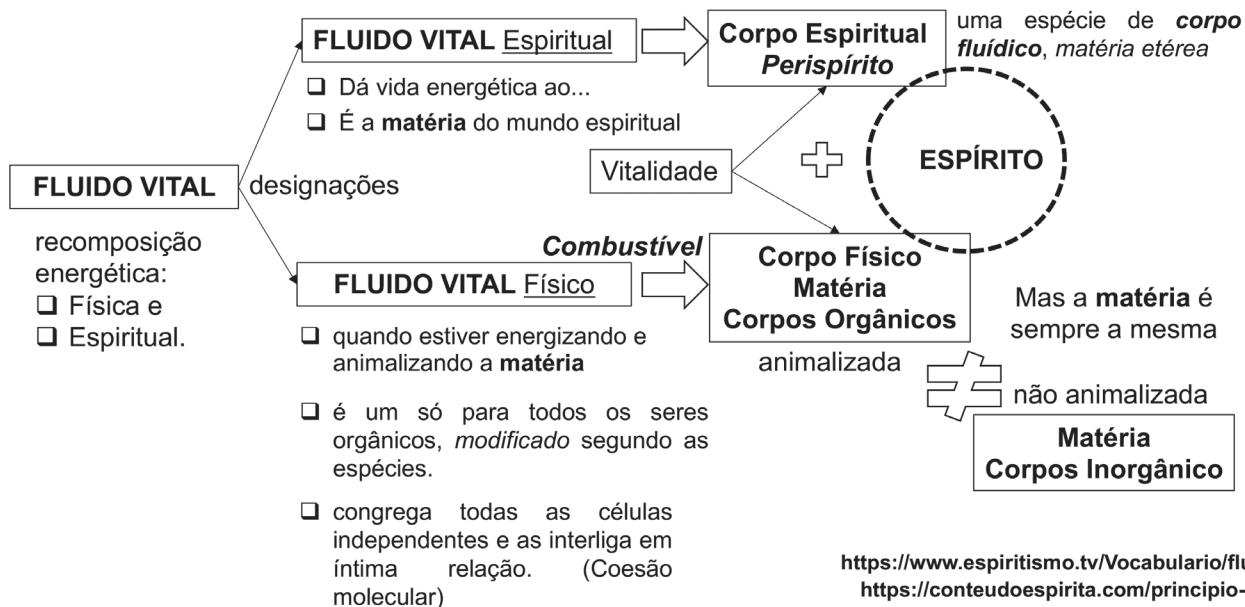 FLUIDO VITAL Espiritual
❑ Dá vida energética ao...
❑ É a matéria do mundo espiritual
Corpo Espiritual
Perispírito
uma espécie de corpo
fluídico, matéria etérea
FLUIDO VITAL
designações
Vitalidade
ESPÍRITO
recomposição
energética:
❑ Física e
❑ Espiritual.
Combustível
FLUIDO VITAL Físico
❑ quando estiver energizando e
animalizando a matéria
❑ é um só para todos os seres
orgânicos, modificado segundo as
espécies.
❑ congrega todas as células
independentes e as interliga em
íntima relação. (Coesão
molecular)
Corpo Físico
Matéria
Corpos Orgânicos
animalizada
Mas a matéria é
sempre a mesma
não animalizada
Matéria
Corpos Inorgânico
https://www.espiritismo.tv/Vocabulario/flu
https://conteudoespirita.com/principio-